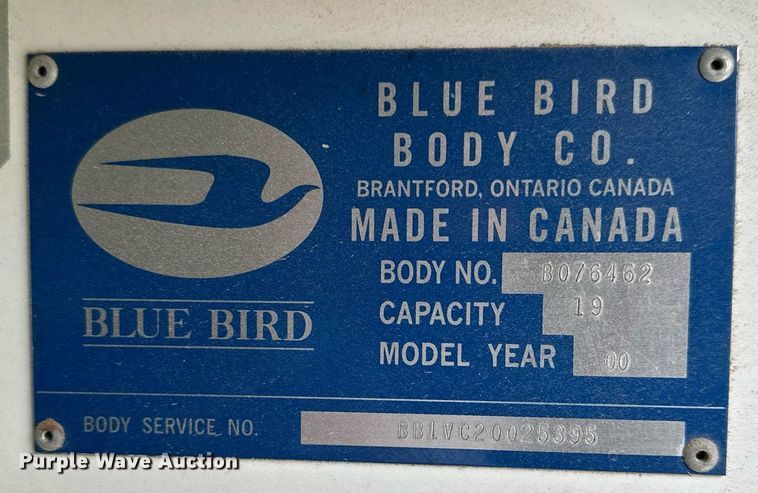 BLUE BIRD
BODY CO.
BRANTFORD, ONTARIO CANADA
MADE IN CANADA
BODY NO. B076462
CAPACITY 19
MODEL YEAR 00
BLUE BIRD
BODY SERVICE NO. BB1VC20025395
Purple Wave Auction